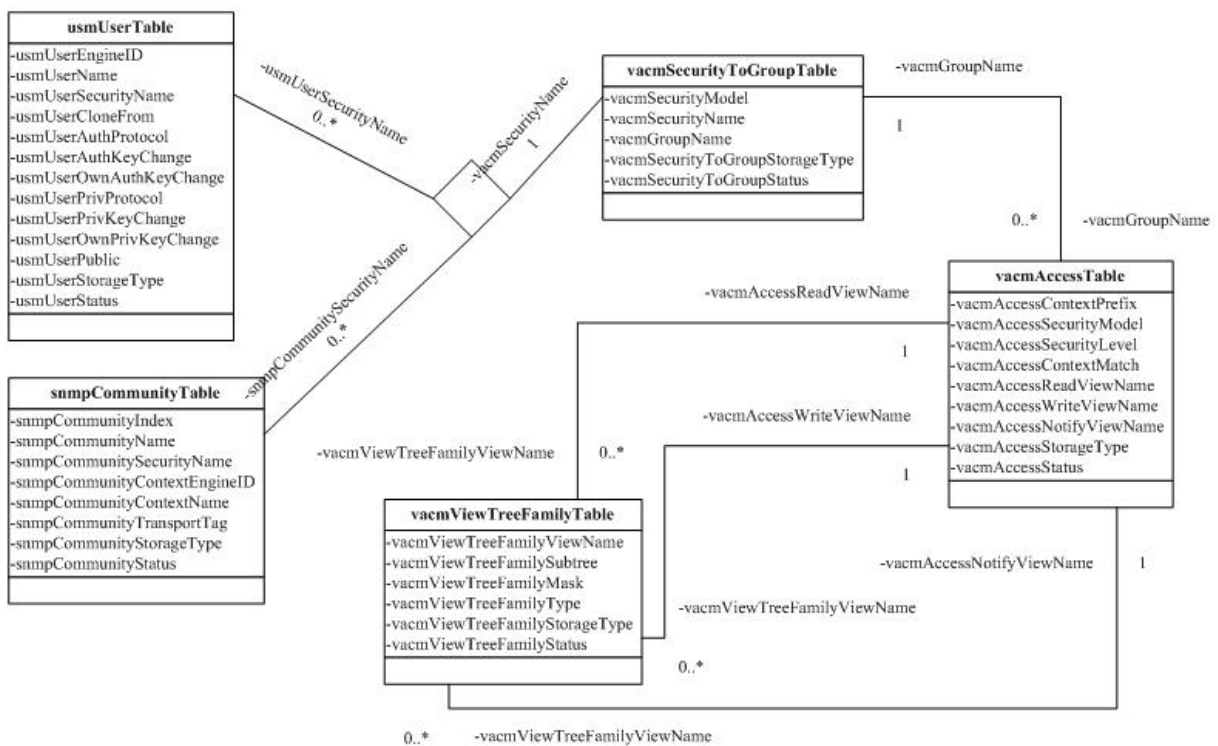 usmUserTable
-usmUserEngineID
-usmUserName
-usmUserSecurityName
-usmUserCloneFrom
-usmUserAuthProtocol
-usmUserAuthKeyChange
-usmUserOwnAuthKeyChange
-usmUserPrivProtocol
-usmUserPrivKeyChange
-usmUserOwnPrivKeyChange
-usmUserPublic
-usmUserStorageType
-usmUserStatus
-usmUserSecurityName
0..*
-vacmSecurityName
1
vacmSecurityToGroupTable
-vacmSecurityModel
-vacmSecurityName
-vacmGroupName
-vacmSecurityToGroupStorageType
-vacmSecurityToGroupStatus
-vacmGroupName
1
0..*
-vacmGroupName
snmpCommunityTable
-snmpCommunityIndex
-snmpCommunityName
-snmpCommunitySecurityName
-snmpCommunityContextEngineID
-snmpCommunityContextName
-snmpCommunityTransportTag
-snmpCommunityStorageType
-snmpCommunityStatus
-snmpCommunitySecurityName
0..*
vacmAccessTable
-vacmAccessContextPrefix
-vacmAccessSecurityModel
-vacmAccessSecurityLevel
-vacmAccessContextMatch
-vacmAccessReadViewName
-vacmAccessWriteViewName
-vacmAccessNotifyViewName
-vacmAccessStorageType
-vacmAccessStatus
-vacmAccessReadViewName
1
-vacmAccessWriteViewName
1
-vacmViewTreeFamilyViewName
0..*
vacmViewTreeFamilyTable
-vacmViewTreeFamilyViewName
-vacmViewTreeFamilySubtree
-vacmViewTreeFamilyMask
-vacmViewTreeFamilyType
-vacmViewTreeFamilyStorageType
-vacmViewTreeFamilyStatus
-vacmAccessNotifyViewName
1
-vacmViewTreeFamilyViewName
0..*
0..*
-vacmViewTreeFamilyViewName